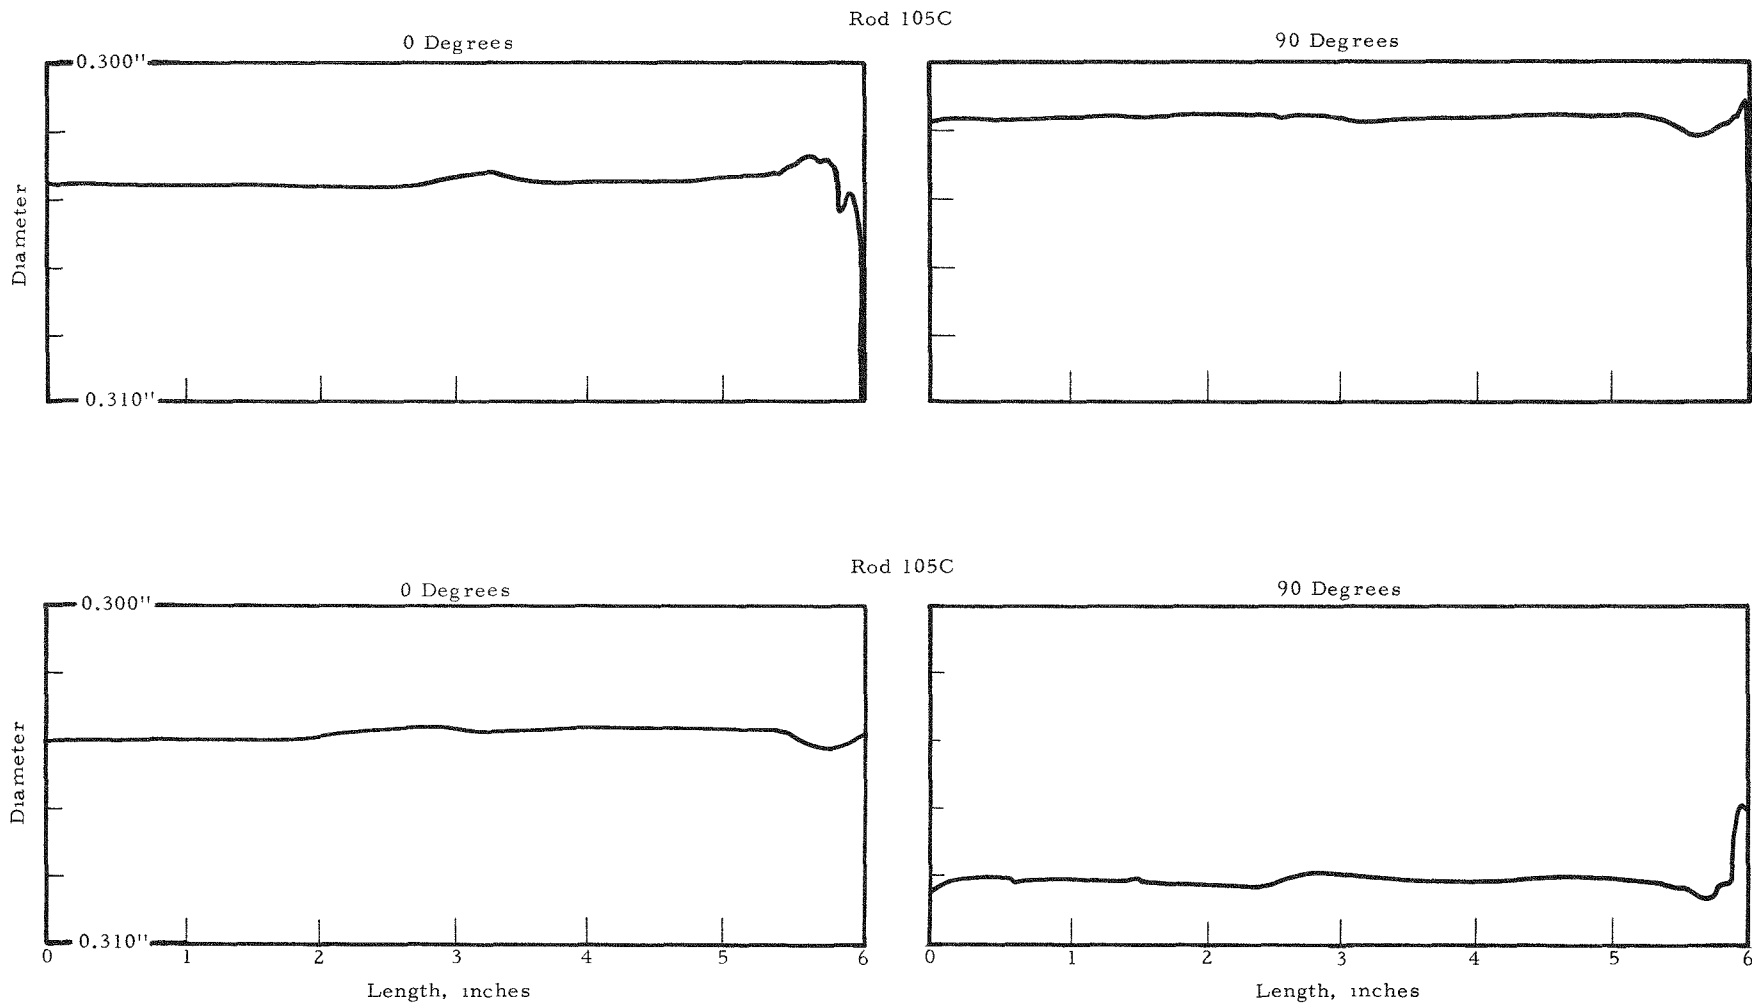 Rod 105C
0 Degrees
90 Degrees
0.300"
Diameter
0.310"
Rod 105C
0 Degrees
90 Degrees
0.300"
Diameter
0.310"
0 1 2 3 4 5 6
0 1 2 3 4 5 6
Length, inches
Length, inches